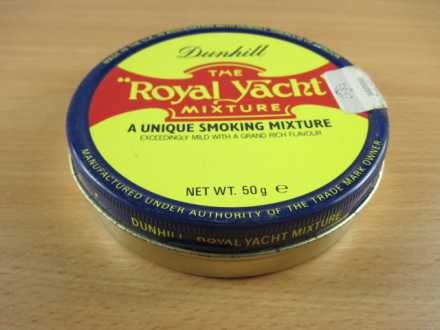 Dunhill
THE
"Royal Yacht"
MIXTURE
A UNIQUE SMOKING MIXTURE
EXCEEDINGLY MILD WITH A GRAND RICH FLAVOUR
NET WT. 50 g ℮
MANUFACTURED UNDER AUTHORITY OF THE TRADE MARK OWNER
DUNHILL ROYAL YACHT MIXTURE